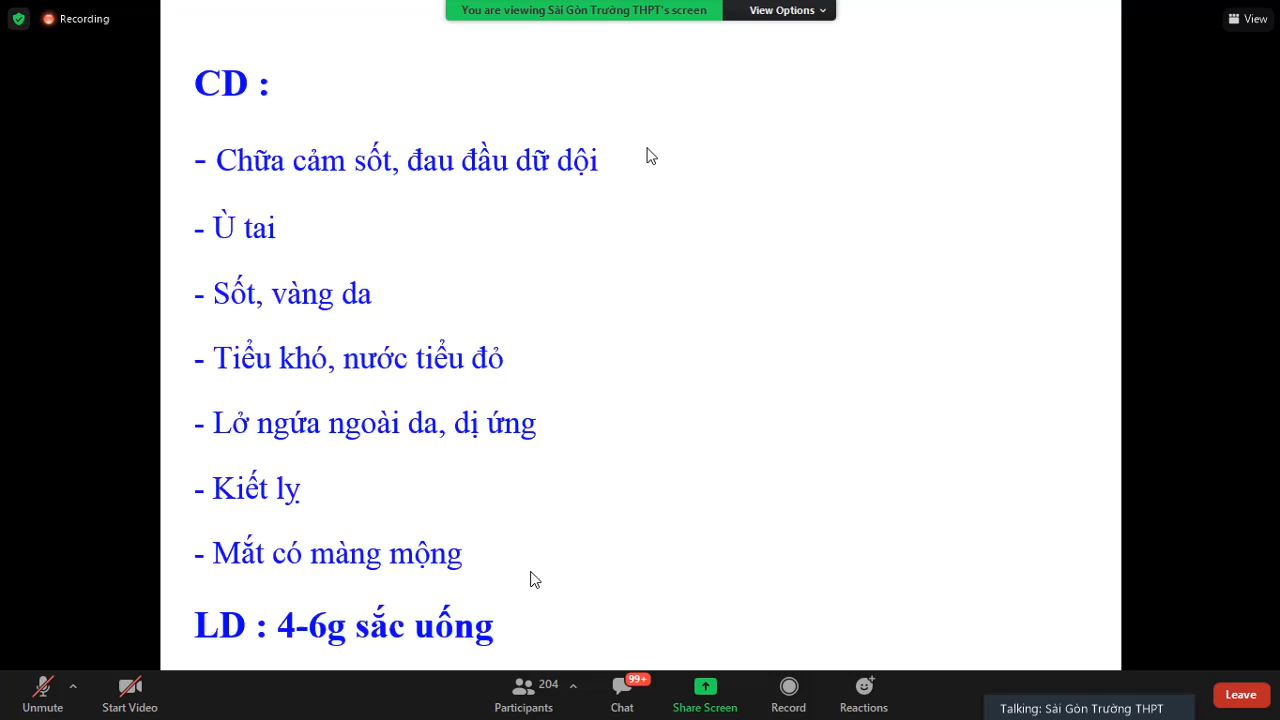 Recording
You are viewing Sài Gòn Trường THPT's screen
View Options
View
CD :
- Chữa cảm sốt, đau đầu dữ dội
- Ù tai
- Sốt, vàng da
- Tiểu khó, nước tiểu đỏ
- Lở ngứa ngoài da, dị ứng
- Kiết lỵ
- Mắt có màng mộng
LD : 4-6g sắc uống
Unmute
Start Video
204
Participants
99+
Chat
Share Screen
Record
Reactions
Talking: Sài Gòn Trường THPT
Leave